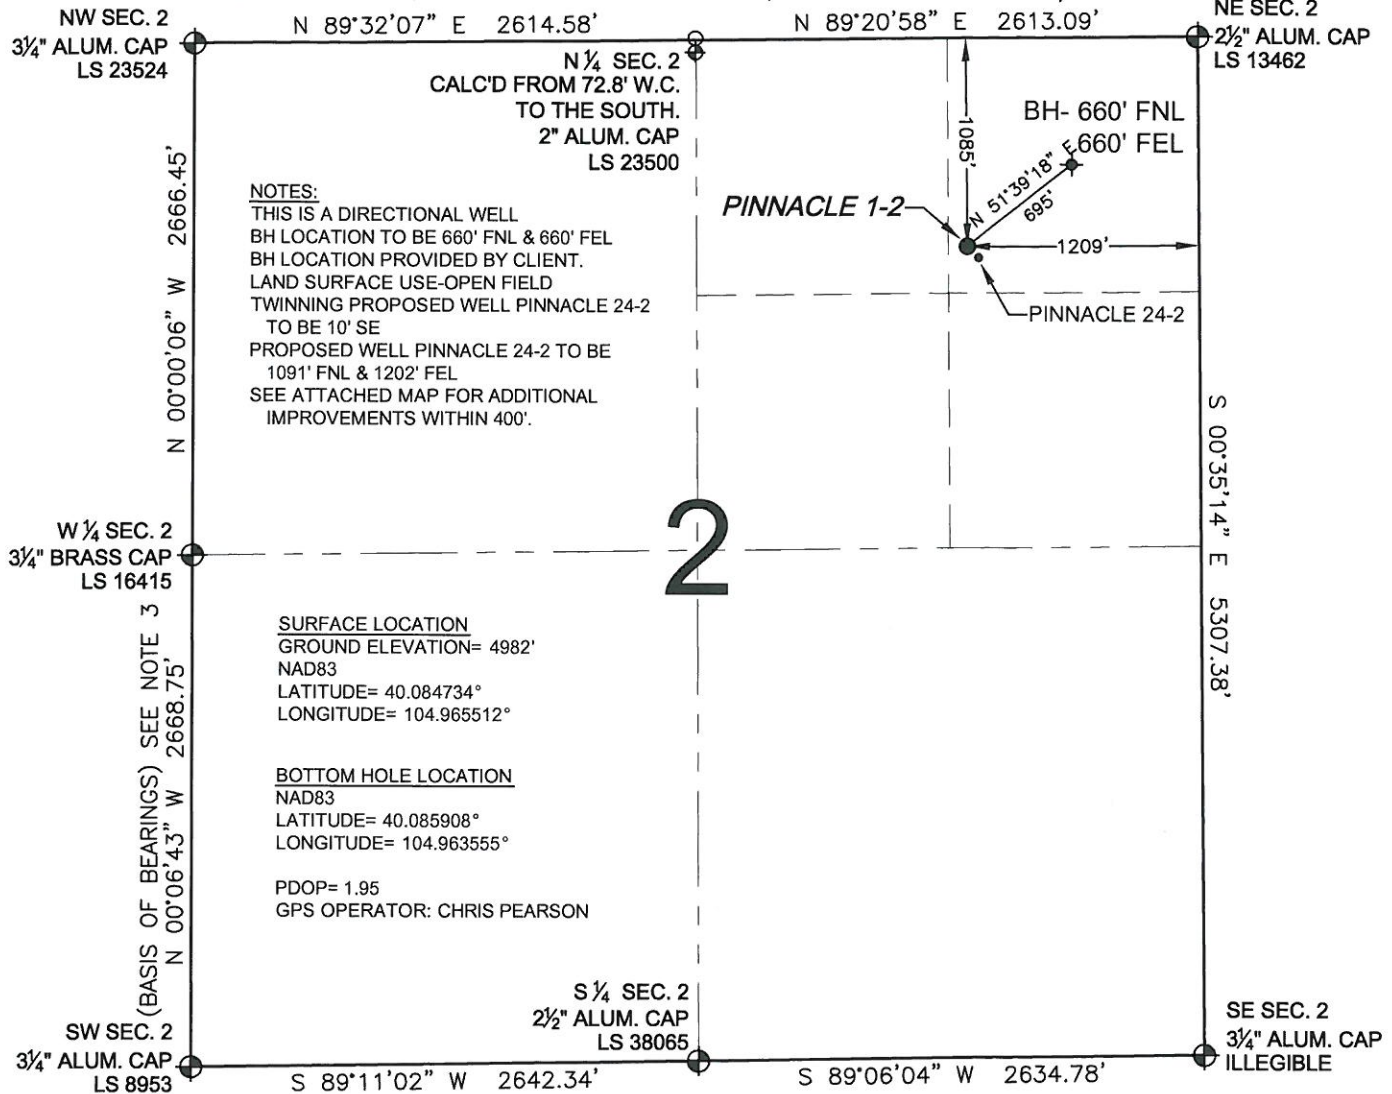 NW SEC. 2
3¼" ALUM. CAP
LS 23524
N 89°32'07" E 2614.58'
N 89°20'58" E 2613.09'
NE SEC. 2
2½" ALUM. CAP
LS 13462
N ¼ SEC. 2
CALC'D FROM 72.8' W.C.
TO THE SOUTH.
2" ALUM. CAP
LS 23500
1085'
BH- 660' FNL
660' FEL
N 51°39'18" E
695'
PINNACLE 1-2
1209'
PINNACLE 24-2
N 00°00'06" W 2666.45'
NOTES:
THIS IS A DIRECTIONAL WELL
BH LOCATION TO BE 660' FNL & 660' FEL
BH LOCATION PROVIDED BY CLIENT.
LAND SURFACE USE-OPEN FIELD
TWINNING PROPOSED WELL PINNACLE 24-2
TO BE 10' SE
PROPOSED WELL PINNACLE 24-2 TO BE
1091' FNL & 1202' FEL
SEE ATTACHED MAP FOR ADDITIONAL
IMPROVEMENTS WITHIN 400'.
S 00°35'14" E 5307.38'
W ¼ SEC. 2
3¼" BRASS CAP
LS 16415
2
(BASIS OF BEARINGS) SEE NOTE 3
N 00°06'43" W 2668.75'
SURFACE LOCATION
GROUND ELEVATION= 4982'
NAD83
LATITUDE= 40.084734°
LONGITUDE= 104.965512°
BOTTOM HOLE LOCATION
NAD83
LATITUDE= 40.085908°
LONGITUDE= 104.963555°
PDOP= 1.95
GPS OPERATOR: CHRIS PEARSON
SW SEC. 2
3¼" ALUM. CAP
LS 8953
S 89°11'02" W 2642.34'
S ¼ SEC. 2
2½" ALUM. CAP
LS 38065
S 89°06'04" W 2634.78'
SE SEC. 2
3¼" ALUM. CAP
ILLEGIBLE